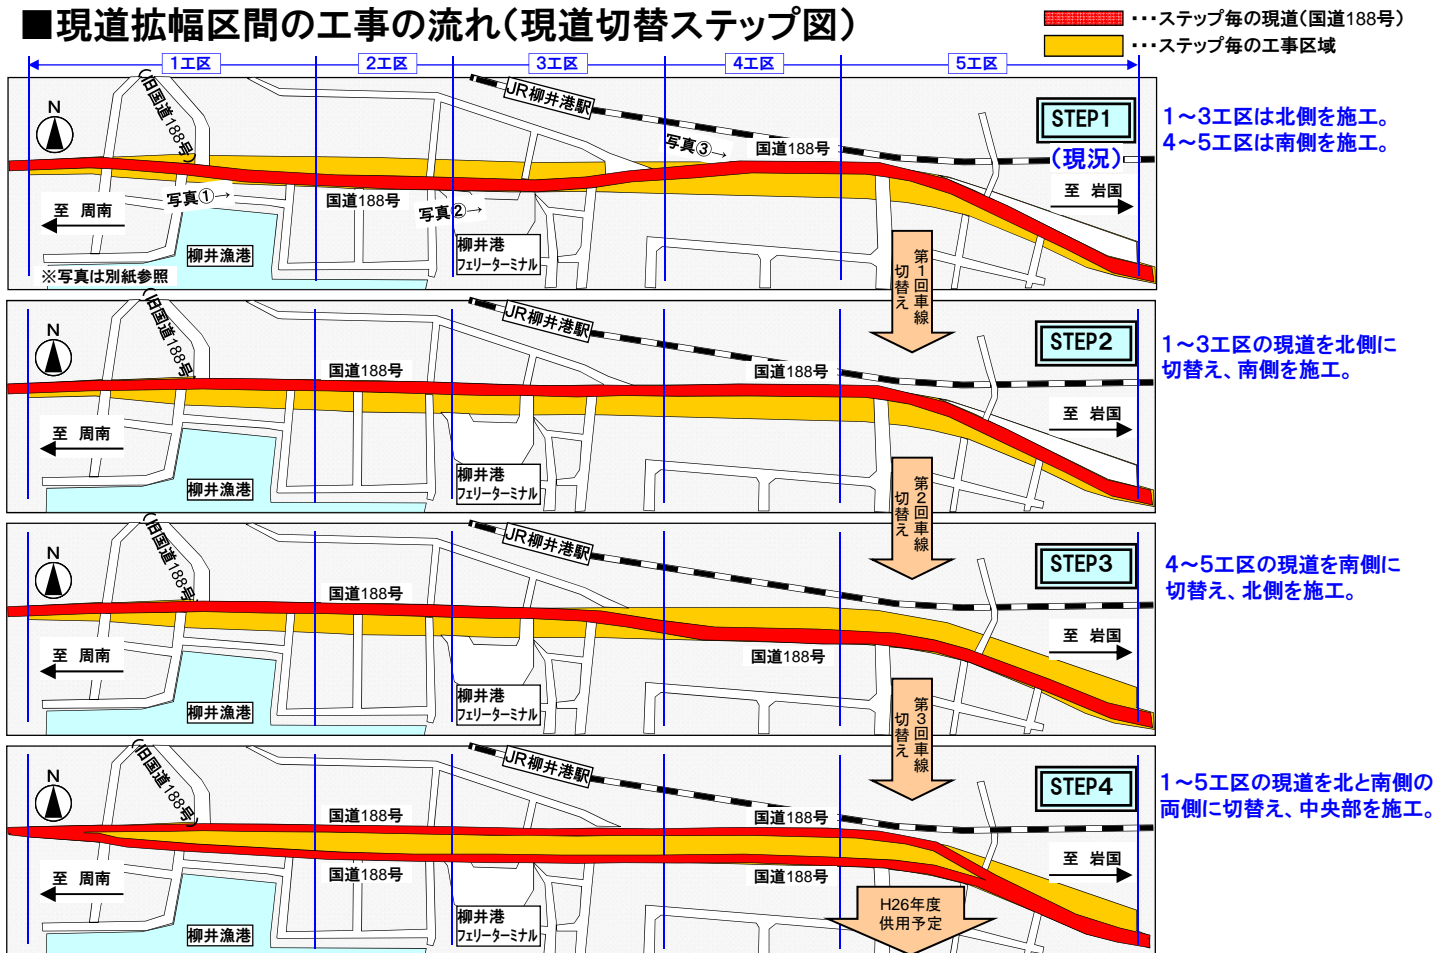 ■現道拡幅区間の工事の流れ(現道切替ステップ図)
・・・ステップ毎の現道(国道188号)
・・・ステップ毎の工事区域
1工区
2工区
3工区
4工区
5工区
N
(旧国道188号)
JR柳井港駅
写真③→
国道188号
STEP1
(現況)
1～3工区は北側を施工。
4～5工区は南側を施工。
至 周南
写真①→
国道188号
写真②→
至 岩国
柳井漁港
柳井港
フェリーターミナル
※写真は別紙参照
第1回車線
切替え
N
(旧国道188号)
JR柳井港駅
国道188号
国道188号
STEP2
1～3工区の現道を北側に
切替え、南側を施工。
至 周南
至 岩国
柳井漁港
柳井港
フェリーターミナル
第2回車線
切替え
N
(旧国道188号)
JR柳井港駅
国道188号
STEP3
4～5工区の現道を南側に
切替え、北側を施工。
至 周南
国道188号
至 岩国
柳井漁港
柳井港
フェリーターミナル
第3回車線
切替え
N
(旧国道188号)
JR柳井港駅
国道188号
国道188号
STEP4
1～5工区の現道を北と南側の
両側に切替え、中央部を施工。
至 周南
国道188号
国道188号
至 岩国
柳井漁港
柳井港
フェリーターミナル
H26年度
供用予定